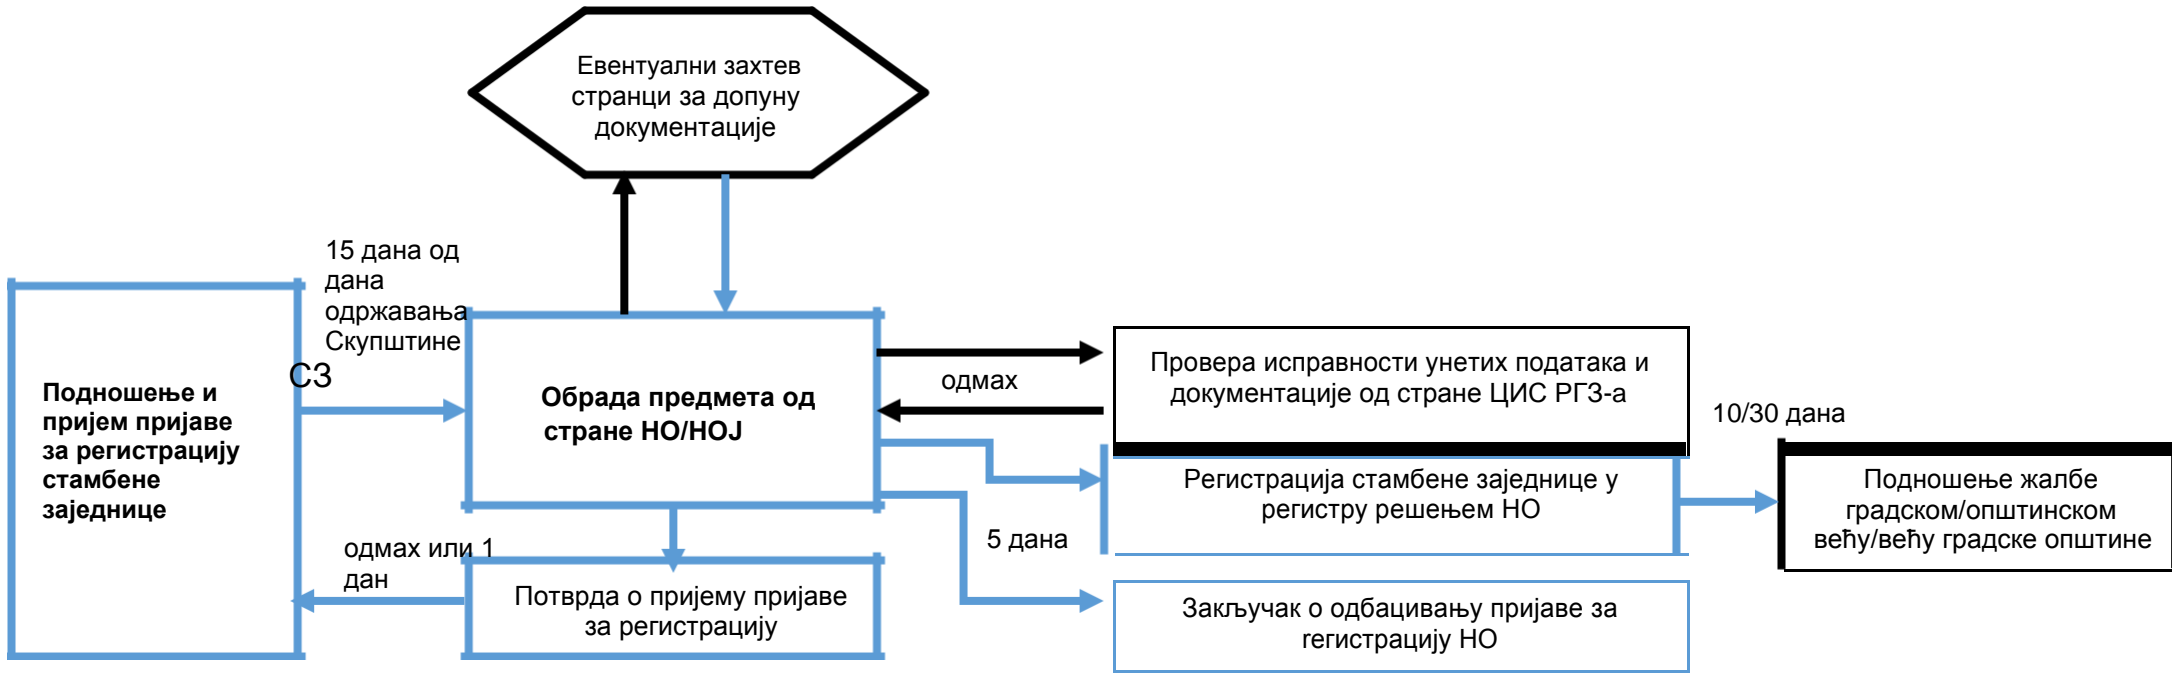 Евентуални захтев
странци за допуну
документације
15 дана од
дана
одржавања
Скупштине
СЗ
Подношење и
пријем пријаве
за регистрацију
стамбене
заједнице
Обрада предмета од
стране НО/НОЈ
одмах
Провера исправности унетих података и
документације од стране ЦИС РГЗ-а
10/30 дана
Регистрација стамбене заједнице у
регистру решењем НО
Подношење жалбе
градском/општинском
већу/већу градске општине
5 дана
одмах или 1
дан
Потврда о пријему пријаве
за регистрацију
Закључак о одбацивању пријаве за
гегистрацију НО